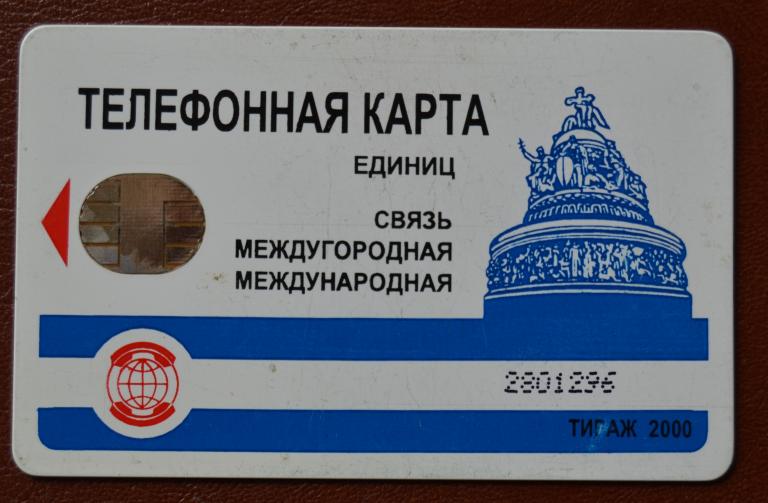 ТЕЛЕФОННАЯ КАРТА
ЕДИНИЦ
СВЯЗЬ
МЕЖДУГОРОДНАЯ
МЕЖДУНАРОДНАЯ
2801296
ТИРАЖ 2000